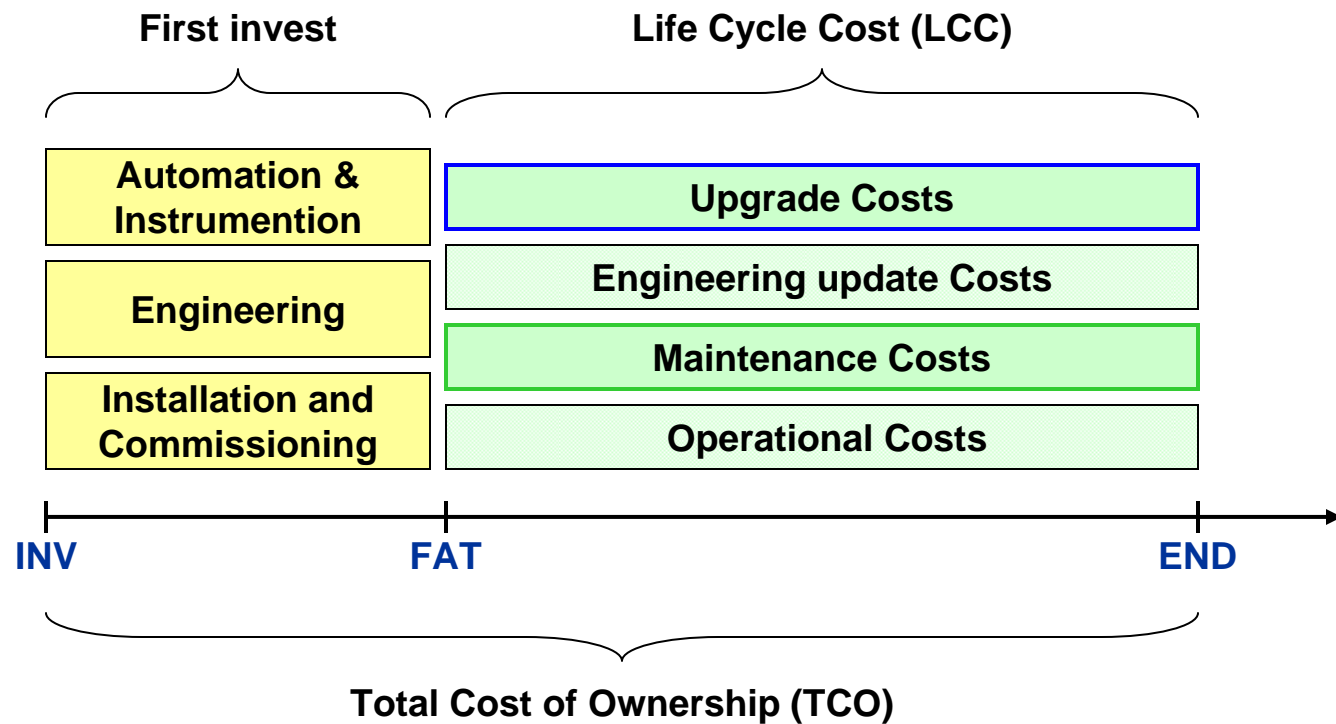 First invest
Life Cycle Cost (LCC)
Automation &
Instrumention
Engineering
Installation and
Commissioning
Upgrade Costs
Engineering update Costs
Maintenance Costs
Operational Costs
INV
FAT
END
Total Cost of Ownership (TCO)